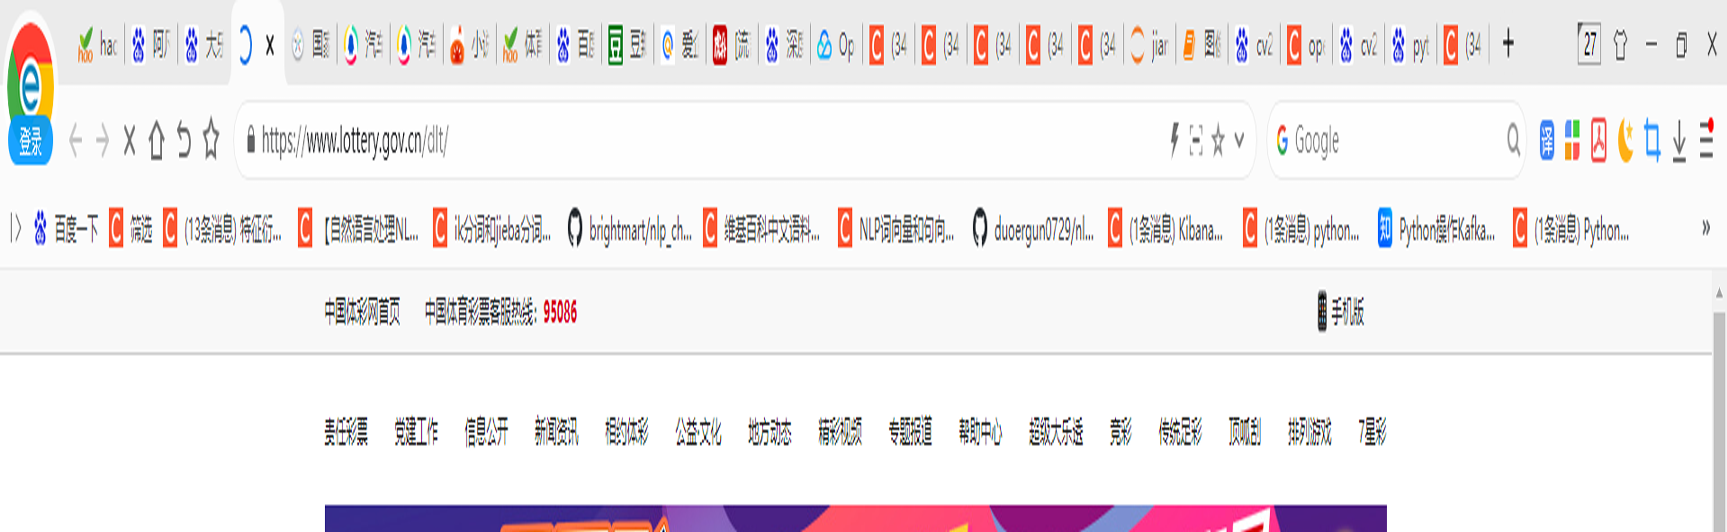 hac 阿 大 国 汽车 汽车 小 体育 百度 豆 爱 流 深度 Op (34 (34 (34 (34 (34 jiar 图 cv2 op cv2 pyt (34 27
登录 https://www.lottery.gov.cn/dlt/ Google 译
百度一下 筛选 (13条消息) 特征衍... 【自然语言处理NL... ik分词和jieba分词... brightmart/nlp_ch... 维基百科中文语料... NLP词向量和句向... duoergun0729/nl... (1条消息) Kibana... (1条消息) python... 知 Python操作Kafka... (1条消息) Python...
中国体彩网首页 中国体育彩票客服热线：95086 手机版
责任彩票 党建工作 信息公开 新闻资讯 相约体彩 公益·文化 地方动态 精彩视频 专题报道 帮助中心 超级大乐透 竞彩 传统足彩 顶呱刮 排列游戏 7星彩